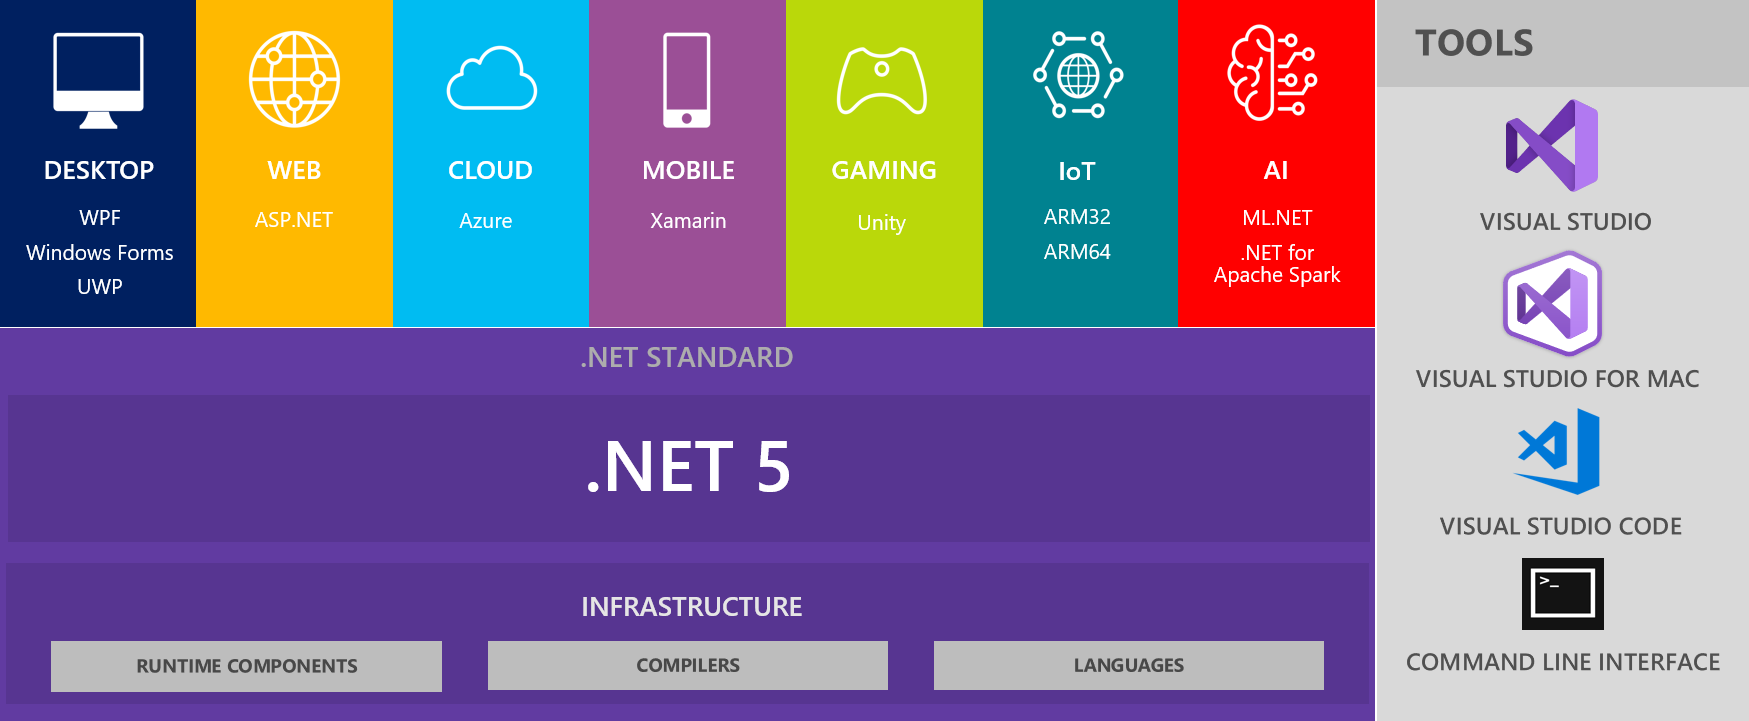 DESKTOP
WPF
Windows Forms
UWP
WEB
ASP.NET
CLOUD
Azure
MOBILE
Xamarin
GAMING
Unity
IoT
ARM32
ARM64
AI
ML.NET
.NET for
Apache Spark
.NET STANDARD
.NET 5
INFRASTRUCTURE
RUNTIME COMPONENTS
COMPILERS
LANGUAGES
TOOLS
VISUAL STUDIO
VISUAL STUDIO FOR MAC
VISUAL STUDIO CODE
>_
COMMAND LINE INTERFACE